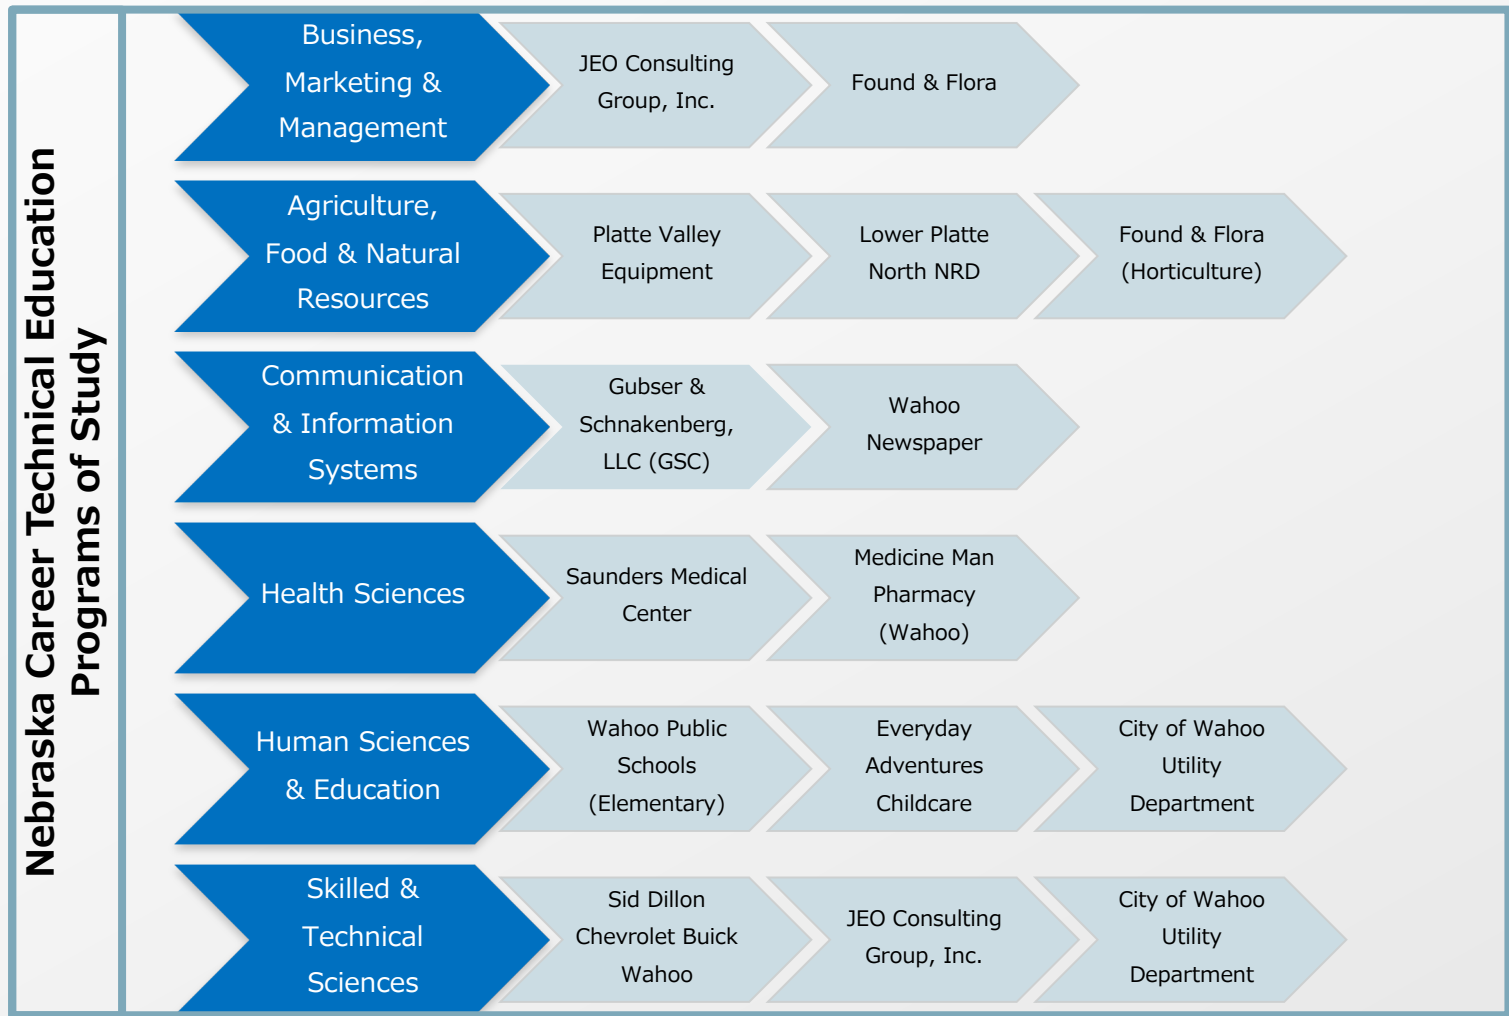 Nebraska Career Technical Education
Programs of Study
Business,
Marketing &
Management
JEO Consulting
Group, Inc.
Found & Flora
Agriculture,
Food & Natural
Resources
Platte Valley
Equipment
Lower Platte
North NRD
Found & Flora
(Horticulture)
Communication
& Information
Systems
Gubser &
Schnakenberg,
LLC (GSC)
Wahoo
Newspaper
Health Sciences
Saunders Medical
Center
Medicine Man
Pharmacy
(Wahoo)
Human Sciences
& Education
Wahoo Public
Schools
(Elementary)
Everyday
Adventures
Childcare
City of Wahoo
Utility
Department
Skilled &
Technical
Sciences
Sid Dillon
Chevrolet Buick
Wahoo
JEO Consulting
Group, Inc.
City of Wahoo
Utility
Department